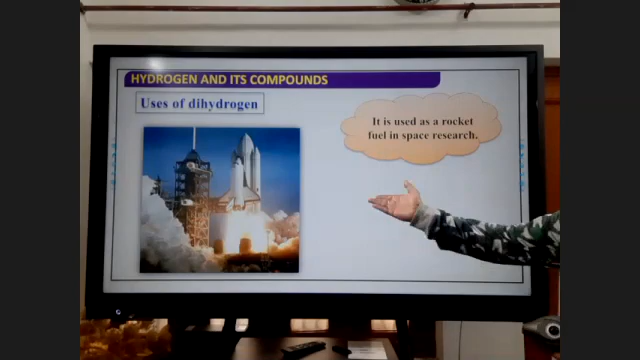 HYDROGEN AND ITS COMPOUNDS
Uses of dihydrogen
It is used as a rocket
fuel in space research.